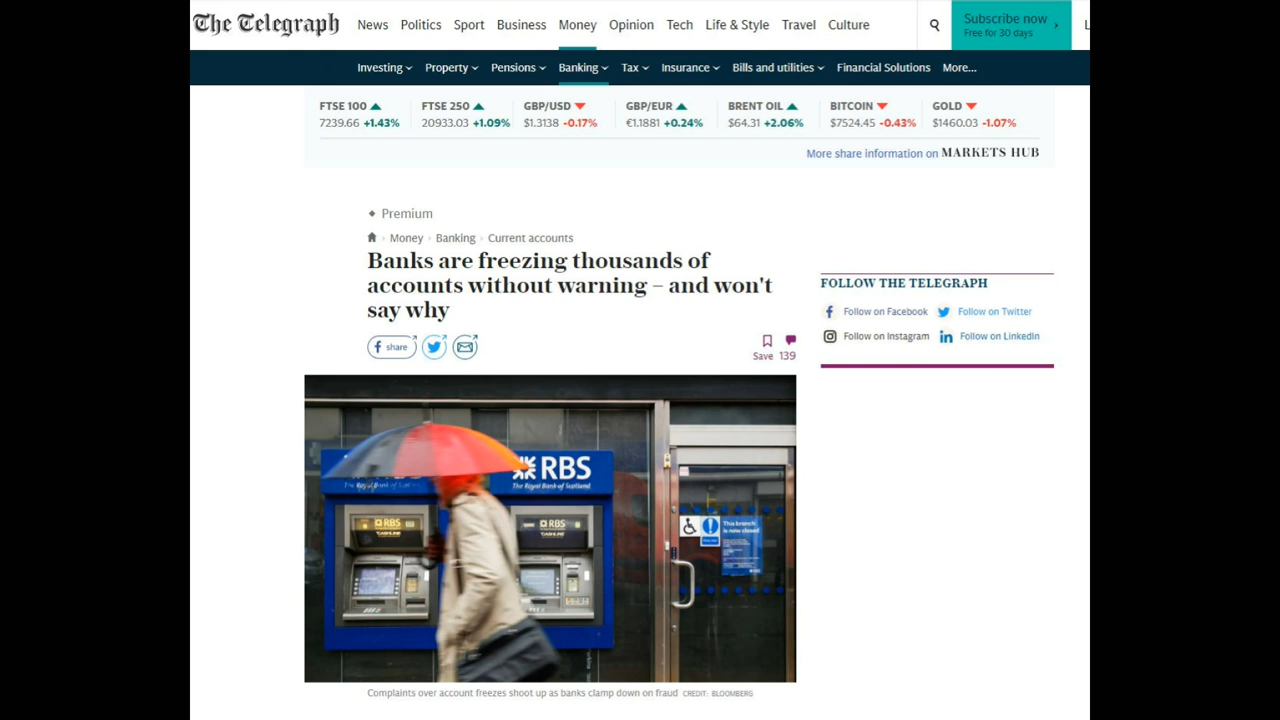 The Telegraph
News Politics Sport Business Money Opinion Tech Life & Style Travel Culture
Subscribe now
Free for 30 days
L
Investing Property Pensions Banking Tax Insurance Bills and utilities Financial Solutions More...
FTSE 100 FTSE 250 GBP/USD GBP/EUR BRENT OIL BITCOIN GOLD
7239.66 +1.43% 20933.03 +1.09% $1.3138 -0.17% €1.1881 +0.24% $64.31 +2.06% $7524.45 -0.43% $1460.03 -1.07%
More share information on MARKETS HUB
Premium
Money Banking Current accounts
Banks are freezing thousands of
accounts without warning – and won't
say why
share
Save 139
FOLLOW THE TELEGRAPH
Follow on Facebook Follow on Twitter
Follow on Instagram Follow on LinkedIn
RBS
The Royal Bank of Scotland
RBS
CASHLINE
RBS
CASHLINE
This branch
is now closed
Complaints over account freezes shoot up as banks clamp down on fraud CREDIT: BLOOMBERG